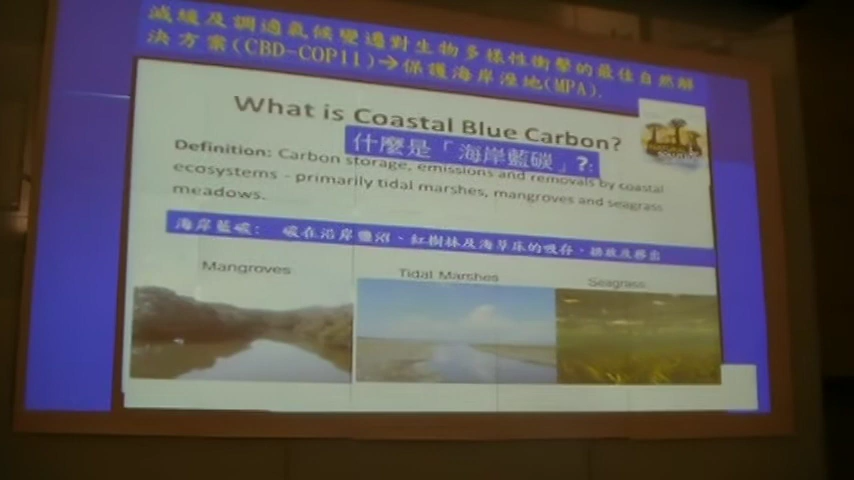 減緩及調適氣候變遷對生物多樣性衝擊的最佳自然解
決方案(CBD-COP11)→保護海岸溼地(MPA).
What is Coastal Blue Carbon?
什麼是「海岸藍碳」?:
Definition: Carbon storage, emissions and removals by coastal
ecosystems - primarily tidal marshes, mangroves and seagrass
meadows.
海岸藍碳: 碳在沿岸鹽沼、紅樹林及海草床的吸存、排放及移出
Mangroves
Tidal Marshes
Seagrass